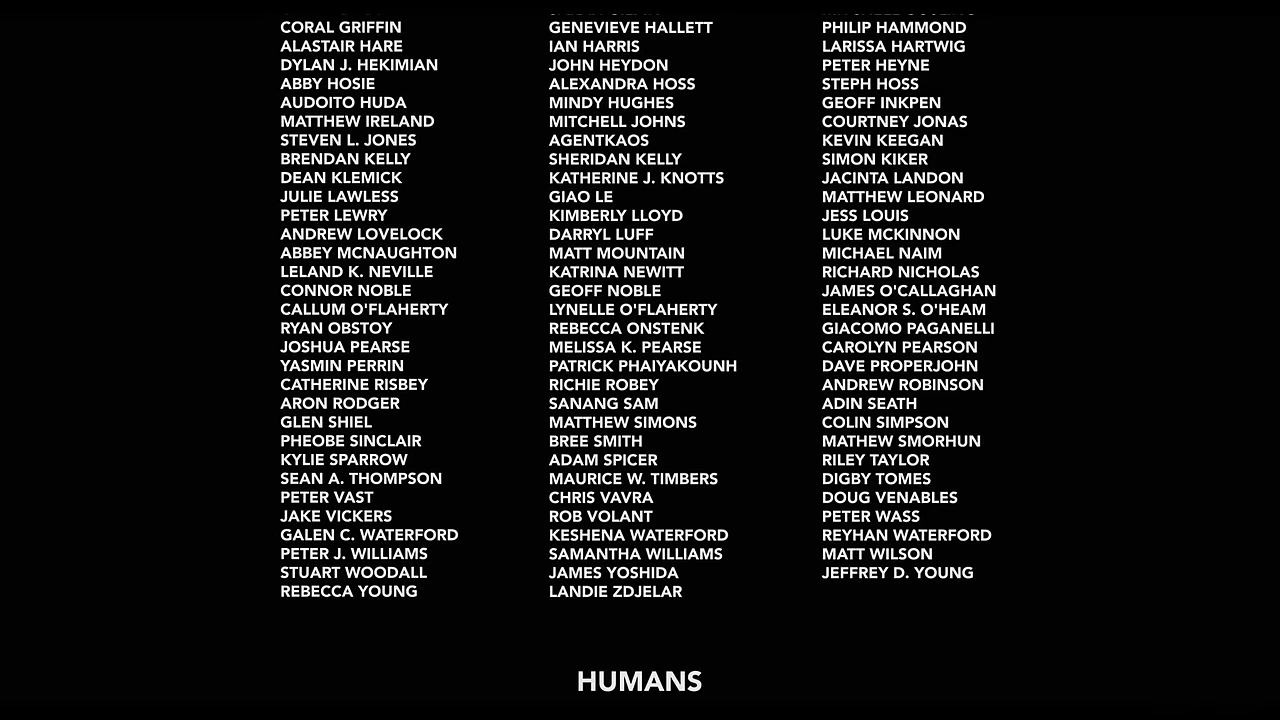 CORAL GRIFFIN GENEVIEVE HALLETT PHILIP HAMMOND
ALASTAIR HARE IAN HARRIS LARISSA HARTWIG
DYLAN J. HEKIMIAN JOHN HEYDON PETER HEYNE
ABBY HOSIE ALEXANDRA HOSS STEPH HOSS
AUDOITO HUDA MINDY HUGHES GEOFF INKPEN
MATTHEW IRELAND MITCHELL JOHNS COURTNEY JONAS
STEVEN L. JONES AGENTKAOS KEVIN KEEGAN
BRENDAN KELLY SHERIDAN KELLY SIMON KIKER
DEAN KLEMICK KATHERINE J. KNOTTS JACINTA LANDON
JULIE LAWLESS GIAO LE MATTHEW LEONARD
PETER LEWRY KIMBERLY LLOYD JESS LOUIS
ANDREW LOVELOCK DARRYL LUFF LUKE MCKINNON
ABBEY MCNAUGHTON MATT MOUNTAIN MICHAEL NAIM
LELAND K. NEVILLE KATRINA NEWITT RICHARD NICHOLAS
CONNOR NOBLE GEOFF NOBLE JAMES O'CALLAGHAN
CALLUM O'FLAHERTY LYNELLE O'FLAHERTY ELEANOR S. O'HEAM
RYAN OBSTOY REBECCA ONSTENK GIACOMO PAGANELLI
JOSHUA PEARSE MELISSA K. PEARSE CAROLYN PEARSON
YASMIN PERRIN PATRICK PHAIYAKOUNH DAVE PROPERJOHN
CATHERINE RISBEY RICHIE ROBEY ANDREW ROBINSON
ARON RODGER SANANG SAM ADIN SEATH
GLEN SHIEL MATTHEW SIMONS COLIN SIMPSON
PHEOBE SINCLAIR BREE SMITH MATHEW SMORHUN
KYLIE SPARROW ADAM SPICER RILEY TAYLOR
SEAN A. THOMPSON MAURICE W. TIMBERS DIGBY TOMES
PETER VAST CHRIS VAVRA DOUG VENABLES
JAKE VICKERS ROB VOLANT PETER WASS
GALEN C. WATERFORD KESHENA WATERFORD REYHAN WATERFORD
PETER J. WILLIAMS SAMANTHA WILLIAMS MATT WILSON
STUART WOODALL JAMES YOSHIDA JEFFREY D. YOUNG
REBECCA YOUNG LANDIE ZDJELAR
HUMANS